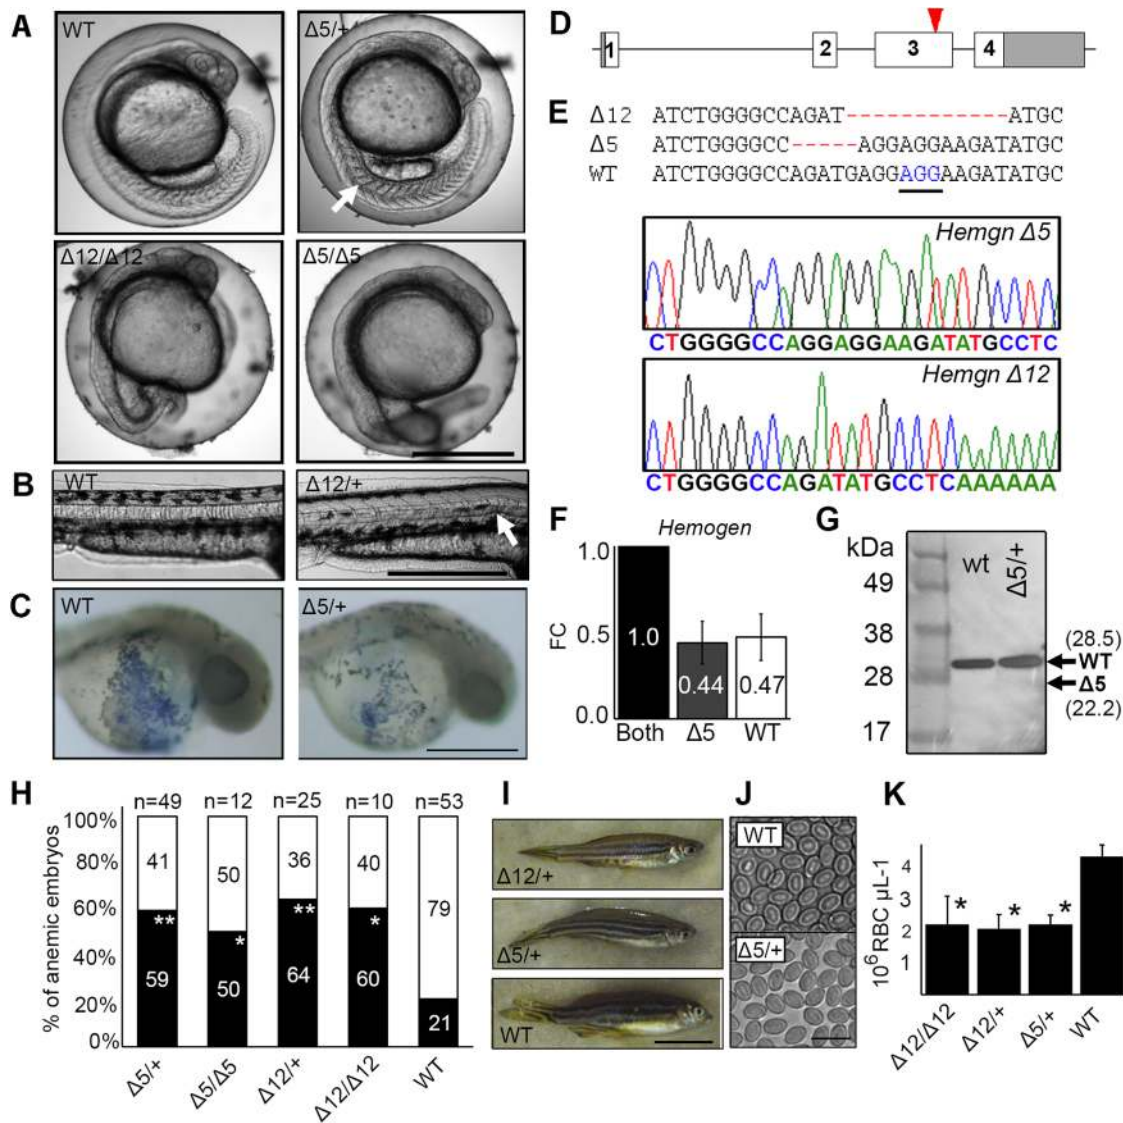 A
WT
Δ5/+
Δ12/Δ12
Δ5/Δ5
B
WT
Δ12/+
C
WT
Δ5/+
D
1 2 3 4
E
Δ12 ATCTGGGGCCAGAT------------ATGC
Δ5 ATCTGGGGCC-----AGGAGGAAGATATGC
WT ATCTGGGGCCAGATGAGGAGGAAGATATGC
Hemgn Δ5
CTGGGGCCAGGAGGAAGATATGCCTC
Hemgn Δ12
CTGGGGCCAGATATGCCTCAAAAAA
F
Hemogen
FC
1.0
0.5
0.0
1.0
0.44
0.47
Both Δ5 WT
G
kDa
wt Δ5/+
49
38
28
17
(28.5)
WT
Δ5
(22.2)
H
n=49 n=12 n=25 n=10 n=53
% of anemic embryos
100%
80%
60%
40%
20%
0%
41 50 36 40 79
** * ** *
59 50 64 60 21
Δ5/+ Δ5/Δ5 Δ12/+ Δ12/Δ12 WT
I
Δ12/+
Δ5/+
WT
J
WT
Δ5/+
K
10⁶RBC µL-1
4
3
2
1
* * *
Δ12/Δ12 Δ12/+ Δ5/+ WT